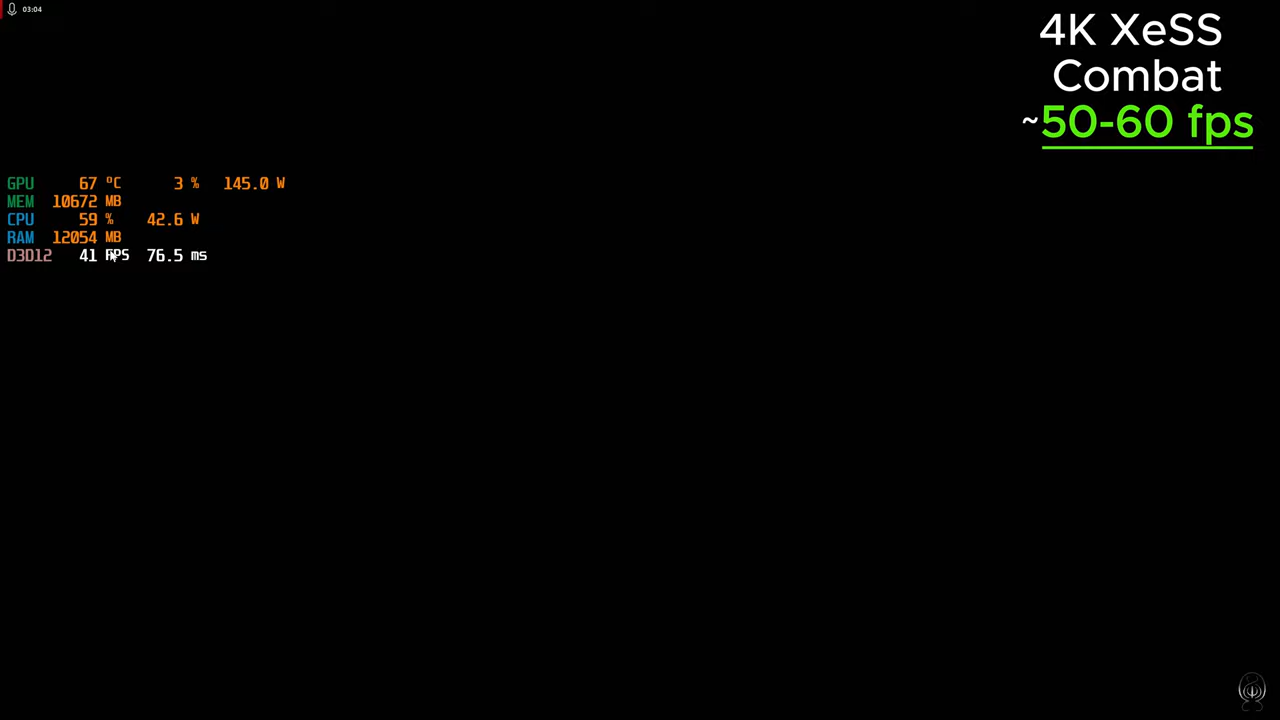 03:04
4K XeSS
Combat
~50-60 fps
GPU 67 °C 3 % 145.0 W
MEM 10672 MB
CPU 59 % 42.6 W
RAM 12054 MB
D3D12 41 FPS 76.5 ms